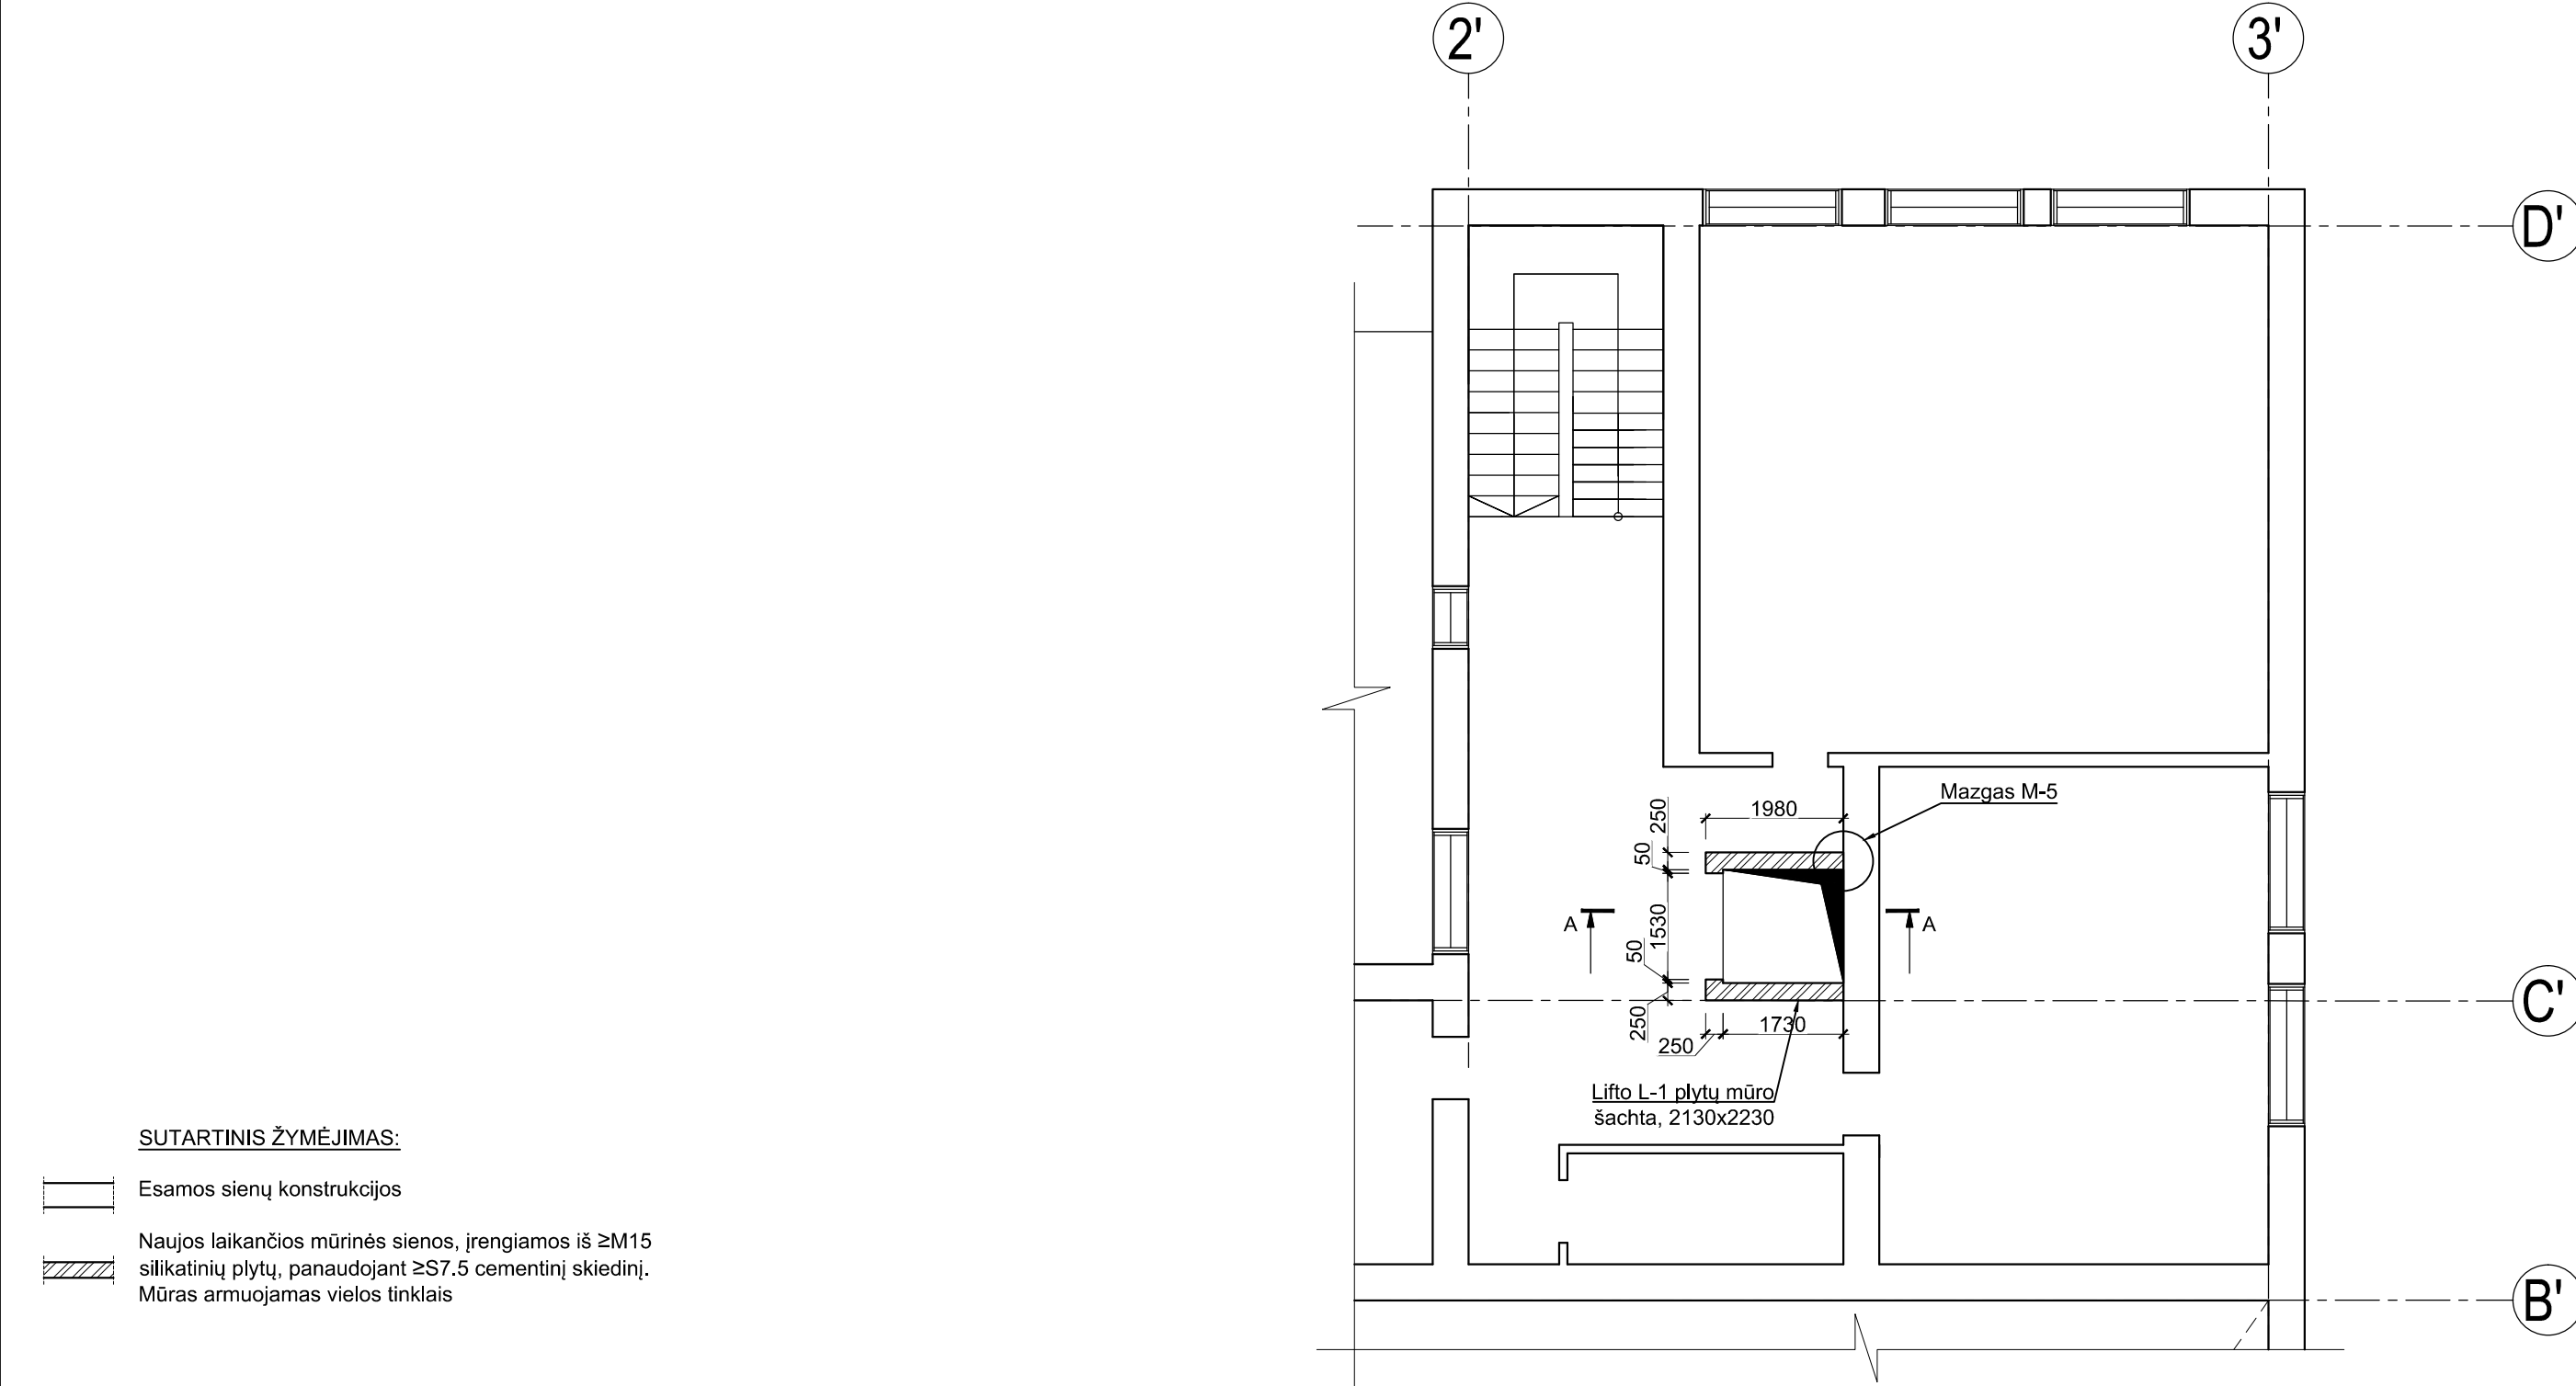 2'
3'
D'
Mazgas M-5
1980
250
50
1530
50
250
A
A
C'
1730
250
Lifto L-1 plytų mūro
šachta, 2130x2230
SUTARTINIS ŽYMĖJIMAS:
Esamos sienų konstrukcijos
Naujos laikančios mūrinės sienos, įrengiamos iš ≥M15
silikatinių plytų, panaudojant ≥S7.5 cementinį skiedinį.
Mūras armuojamas vielos tinklais
B'